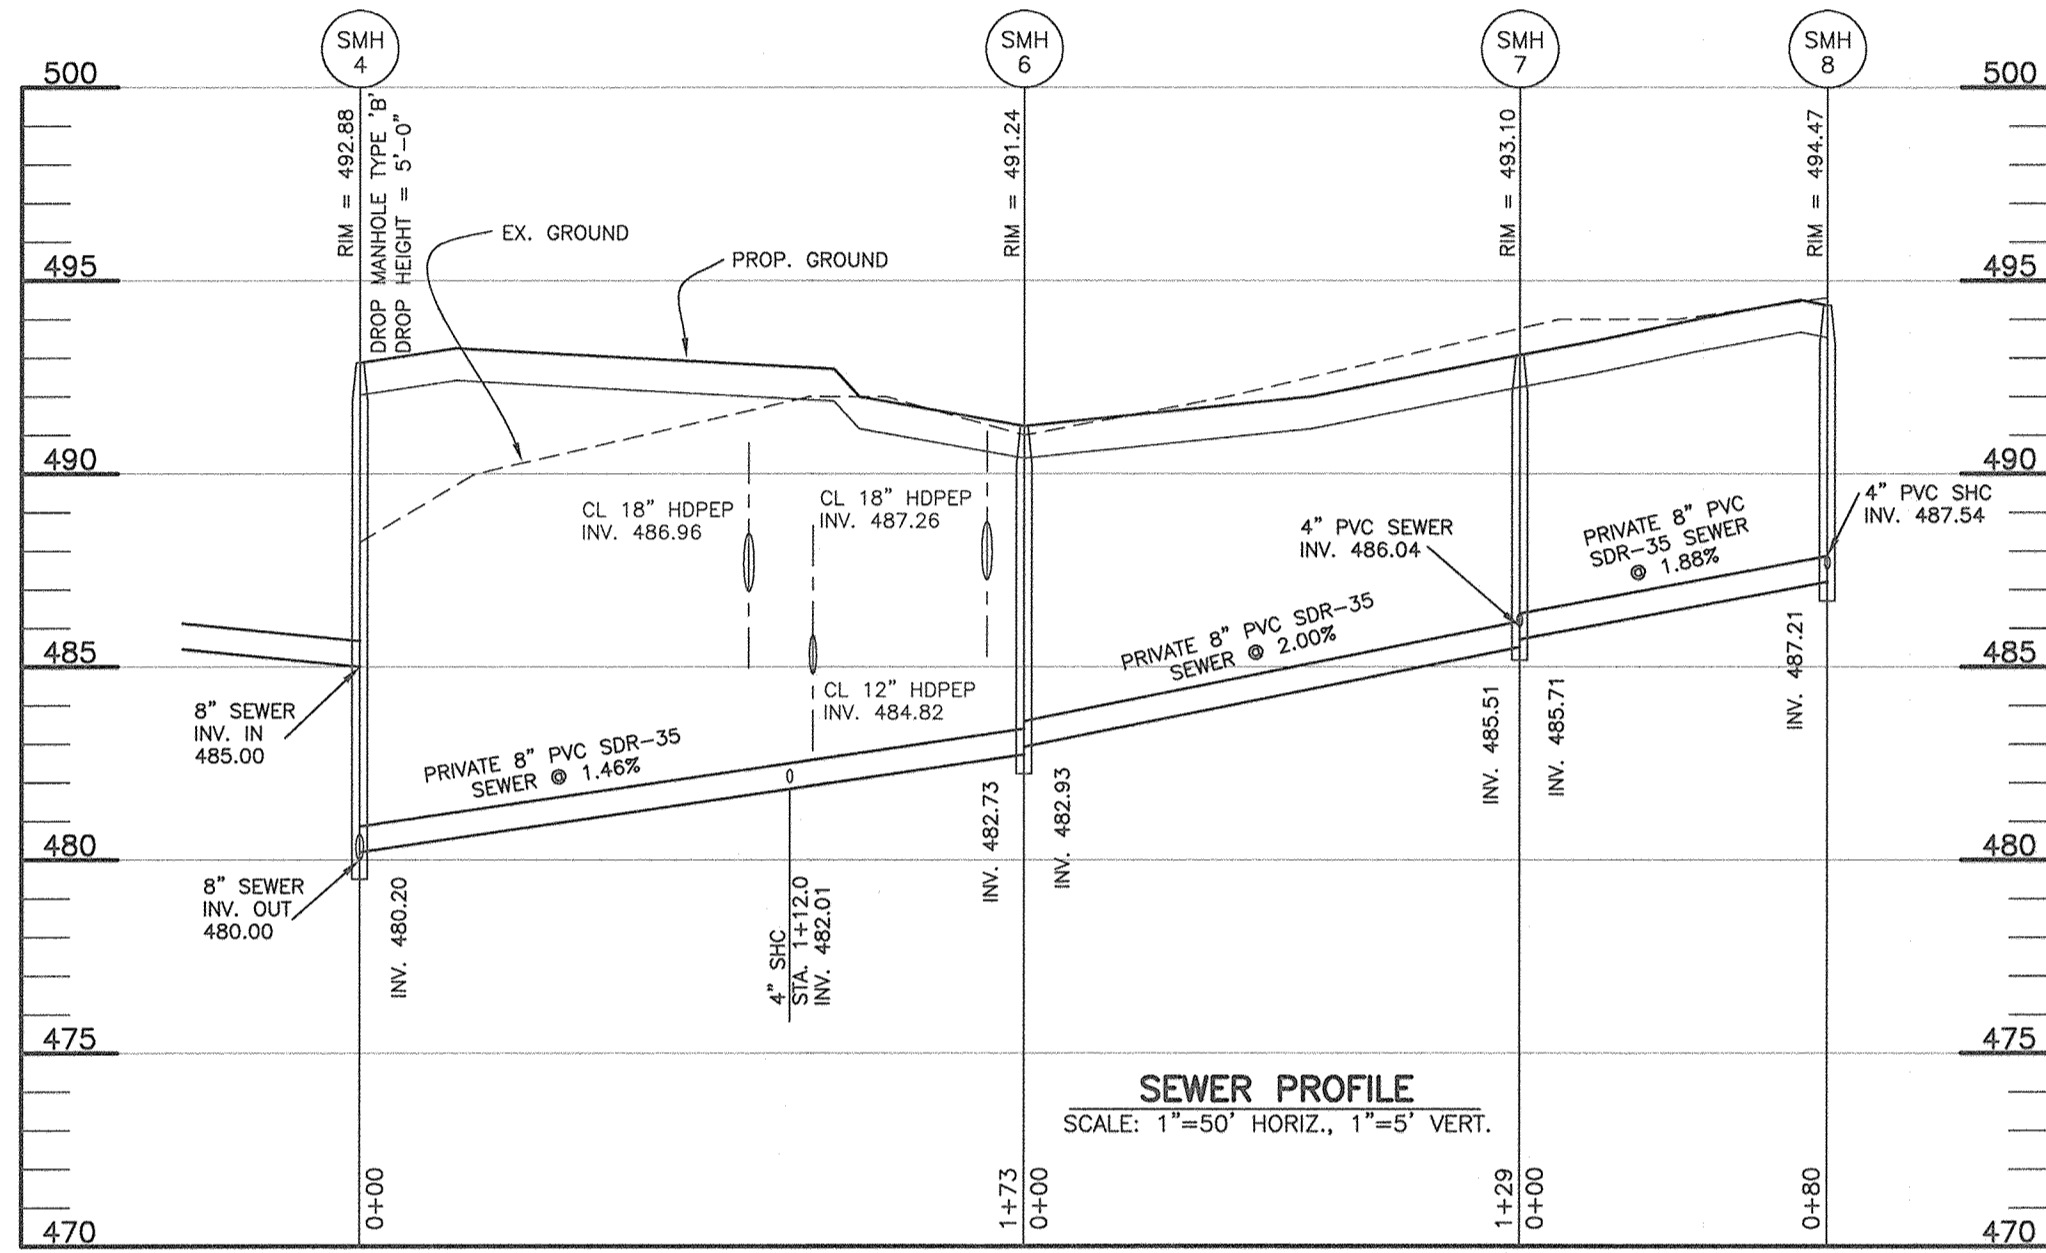 SMH
4
SMH
6
SMH
7
SMH
8
500
500
RIM = 492.88
DROP MANHOLE TYPE 'B'
DROP HEIGHT = 5'-0"
RIM = 491.24
RIM = 493.10
RIM = 494.47
EX. GROUND
PROP. GROUND
495
495
490
490
CL 18" HDPEP
INV. 486.96
CL 18" HDPEP
INV. 487.26
4" PVC SEWER
INV. 486.04
PRIVATE 8" PVC
SDR-35 SEWER
@ 1.88%
4" PVC SHC
INV. 487.54
PRIVATE 8" PVC SDR-35
SEWER @ 2.00%
485
485
8" SEWER
INV. IN
485.00
CL 12" HDPEP
INV. 484.82
PRIVATE 8" PVC SDR-35
SEWER @ 1.46%
INV. 487.21
INV. 485.51
INV. 485.71
INV. 482.73
INV. 482.93
480
480
8" SEWER
INV. OUT
480.00
INV. 480.20
4" SHC
STA. 1+12.0
INV. 482.01
475
475
SEWER PROFILE
SCALE: 1"=50' HORIZ., 1"=5' VERT.
0+00
1+73
0+00
1+29
0+00
0+80
470
470